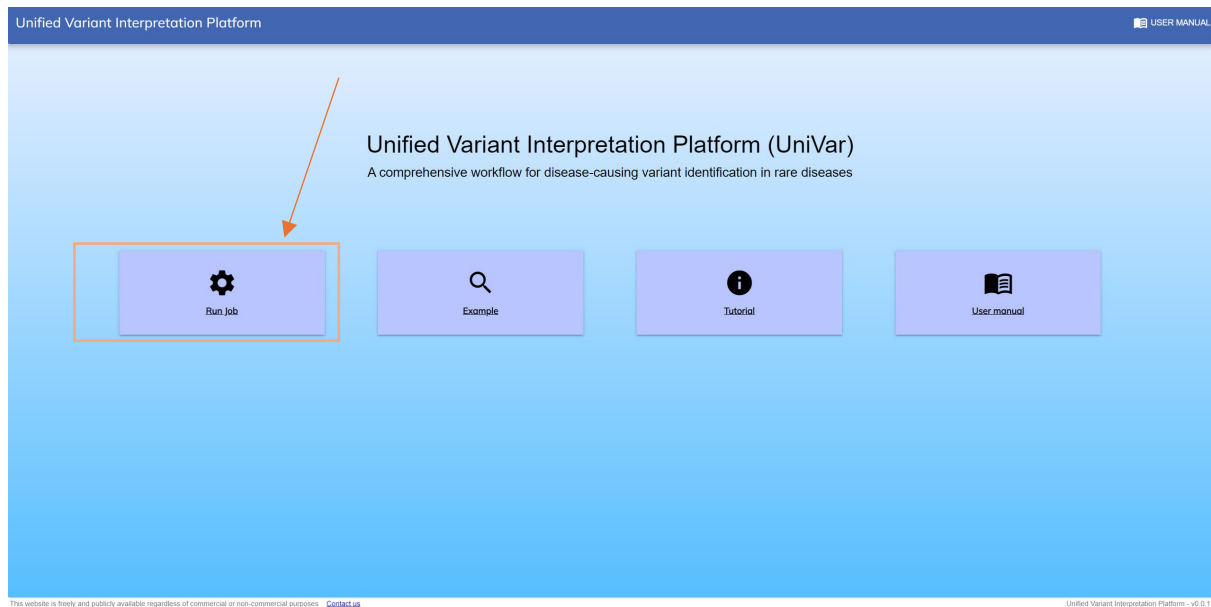 Unified Variant Interpretation Platform
USER MANUAL
Unified Variant Interpretation Platform (UniVar)
A comprehensive workflow for disease-causing variant identification in rare diseases
Run Job
Example
Tutorial
User manual
This website is freely and publicly available regardless of commercial or non-commercial purposes Contact us
Unified Variant Interpretation Platform - v0.0.1